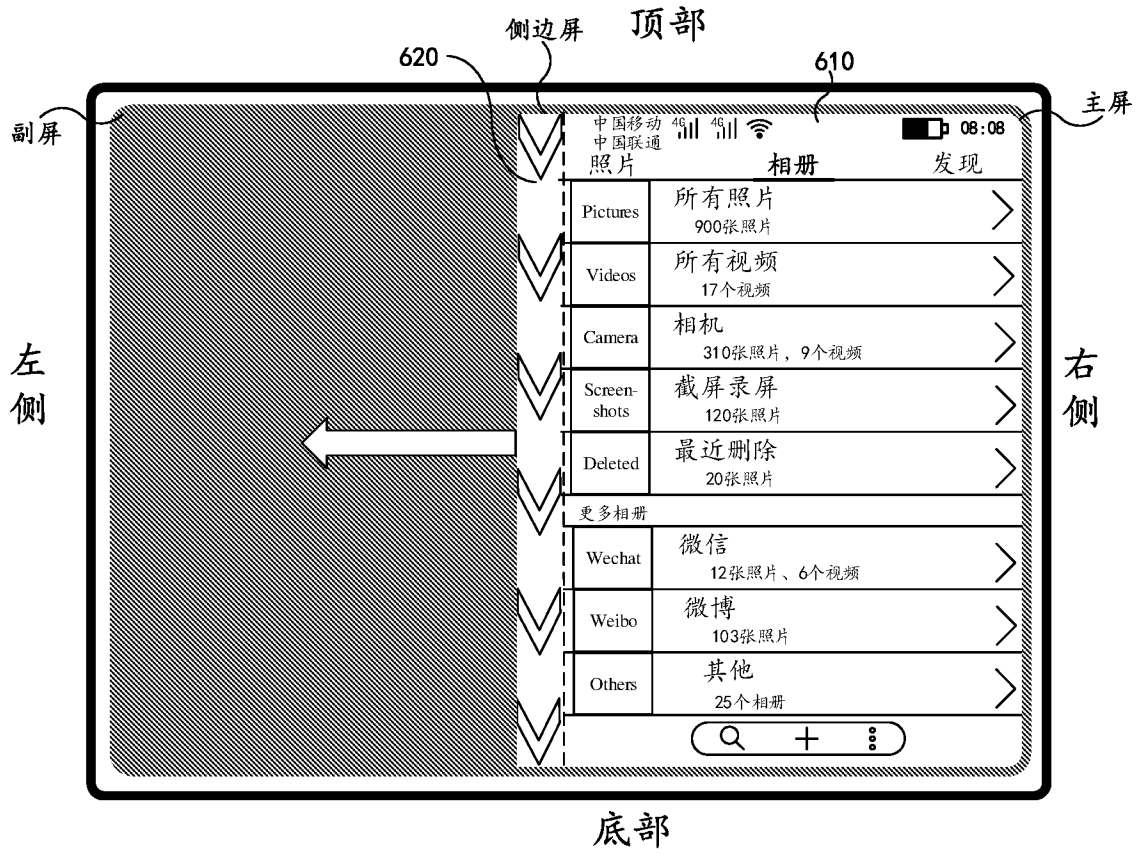 顶部
侧边屏
620
610
副屏
主屏
中国移动 4G 4G 08:08
中国联通
照片 相册 发现
Pictures 所有照片
900张照片
Videos 所有视频
17个视频
Camera 相机
310张照片，9个视频
Screen-
shots
截屏录屏
120张照片
Deleted 最近删除
20张照片
更多相册
Wechat 微信
12张照片、6个视频
Weibo 微博
103张照片
Others 其他
25个相册
左侧
右侧
底部